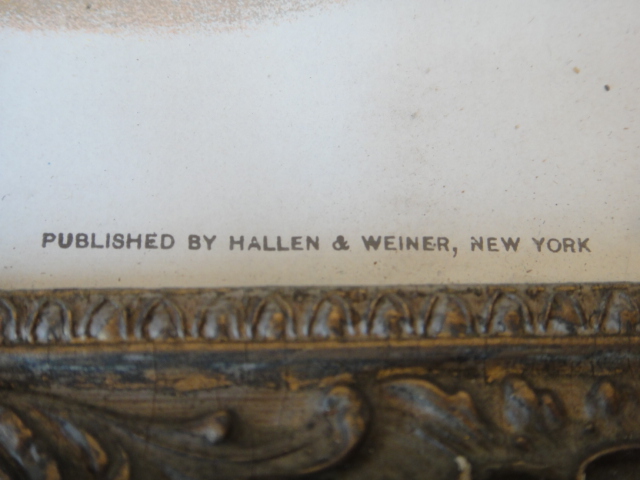 PUBLISHED BY HALLEN & WEINER, NEW YORK